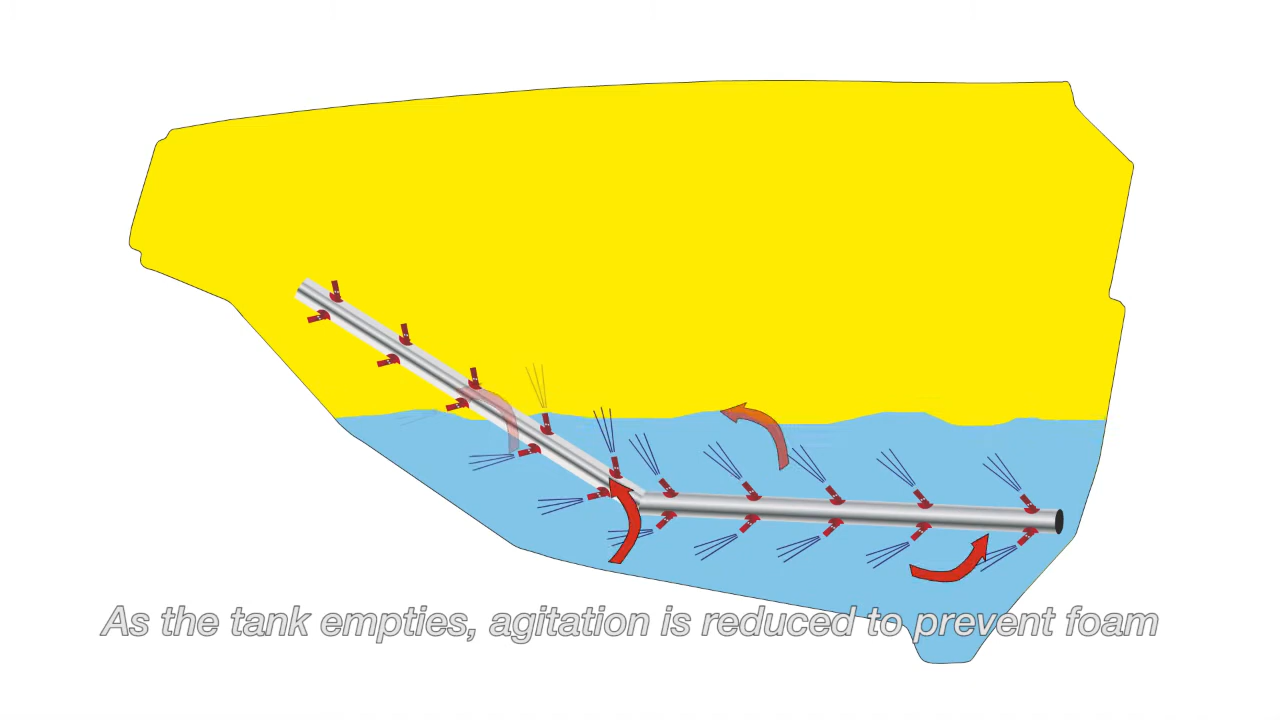 As the tank empties, agitation is reduced to prevent foam